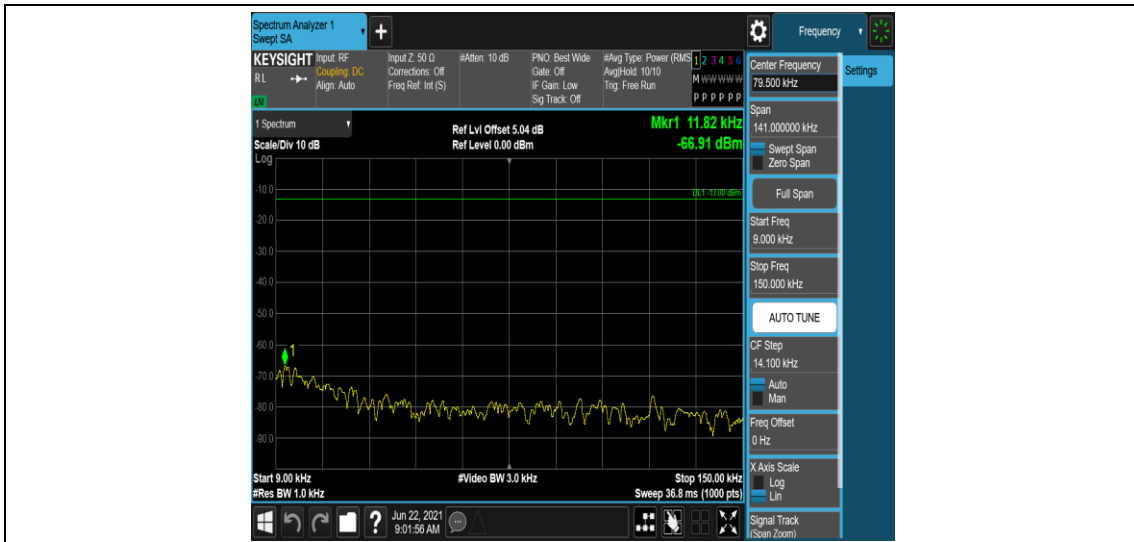 Spectrum Analyzer 1
Swept SA
Frequency
KEYSIGHT
RL
Input: RF
Coupling: DC
Align: Auto
Input Z: 50 Ω
Corrections: Off
Freq Ref: Int (S)
#Atten: 10 dB
PNO: Best Wide
Gate: Off
IF Gain: Low
Sig Track: Off
#Avg Type: Power (RMS
Avg|Hold: 10/10
Trig: Free Run
1 2 3 4 5 6
M W W W W W
P P P P P P
Settings
1 Spectrum
Scale/Div 10 dB
Log
Ref Lvl Offset 5.04 dB
Ref Level 0.00 dBm
Mkr1 11.82 kHz
-66.91 dBm
DL1 -13.00 dBm
-10.0
-20.0
-30.0
-40.0
-50.0
-60.0
-70.0
-80.0
-90.0
1
Start 9.00 kHz
#Res BW 1.0 kHz
#Video BW 3.0 kHz
Stop 150.00 kHz
Sweep 36.8 ms (1000 pts)
Center Frequency
79.500 kHz
Span
141.000000 kHz
Swept Span
Zero Span
Full Span
Start Freq
9.000 kHz
Stop Freq
150.000 kHz
AUTO TUNE
CF Step
14.100 kHz
Auto
Man
Freq Offset
0 Hz
X Axis Scale
Log
Lin
Signal Track
(Span Zoom)
?
Jun 22, 2021
9:01:56 AM